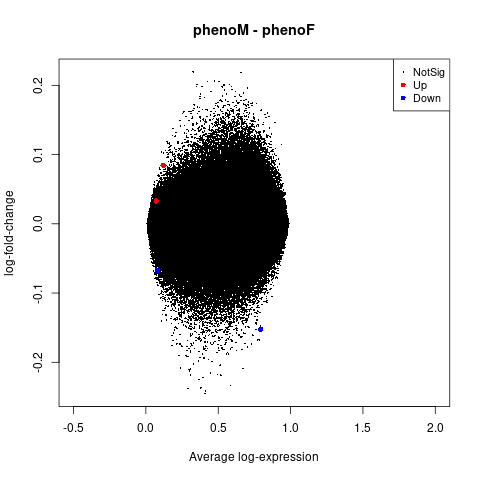 phenoM - phenoF
NotSig
Up
Down
0.2
0.1
0.0
-0.1
-0.2
log-fold-change
-0.5 0.0 0.5 1.0 1.5 2.0
Average log-expression